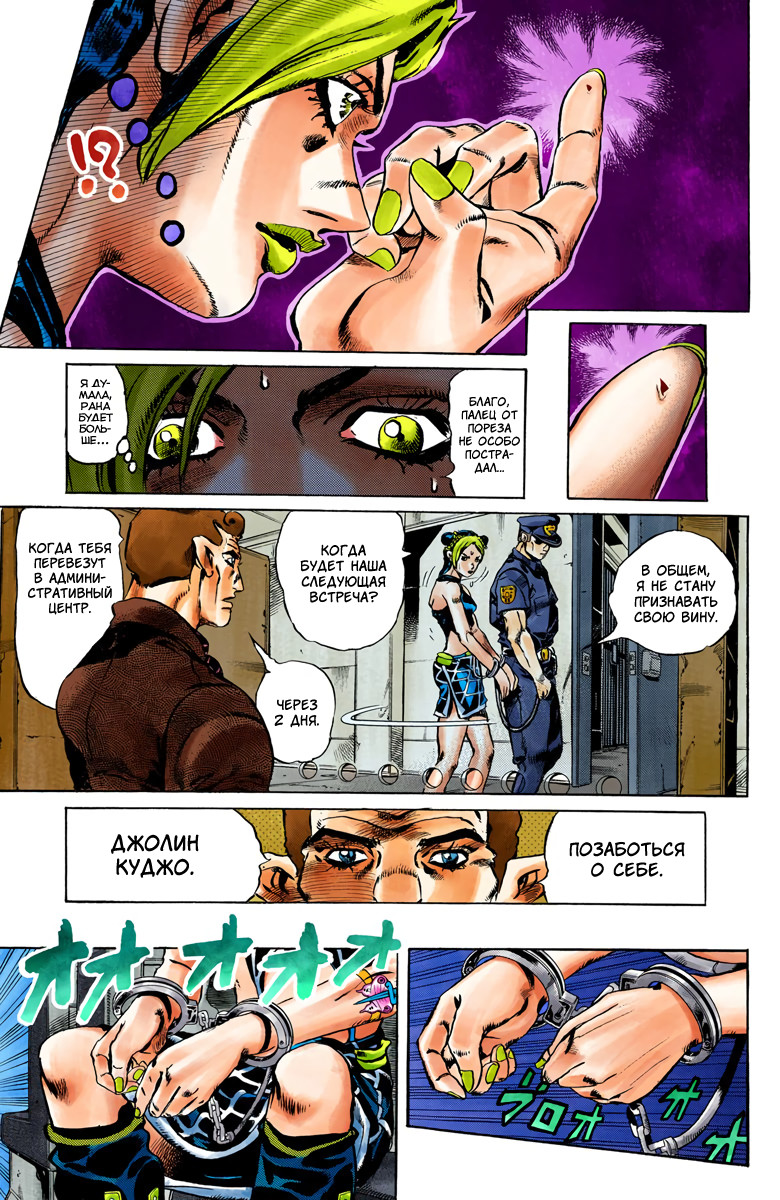 !?
БЛАГО,
ПАЛЕЦ ОТ
ПОРЕЗА
НЕ ОСОБО
ПОСТРА-
ДАЛ...
Я ДУ-
МАЛА,
РАНА
БУДЕТ
БОЛЬ-
ШЕ...
В ОБЩЕМ,
Я НЕ СТАНУ
ПРИЗНАВАТЬ
СВОЮ ВИНУ.
КОГДА
БУДЕТ НАША
СЛЕДУЮЩАЯ
ВСТРЕЧА?
КОГДА ТЕБЯ
ПЕРЕВЕЗУТ
В АДМИНИ-
СТРАТИВНЫЙ
ЦЕНТР.
ЧЕРЕЗ
2 ДНЯ.
ПОЗАБОТЬСЯ
О СЕБЕ.
ДЖОЛИН
КУДЖО.
ブロォ
オオ
オオオオオ